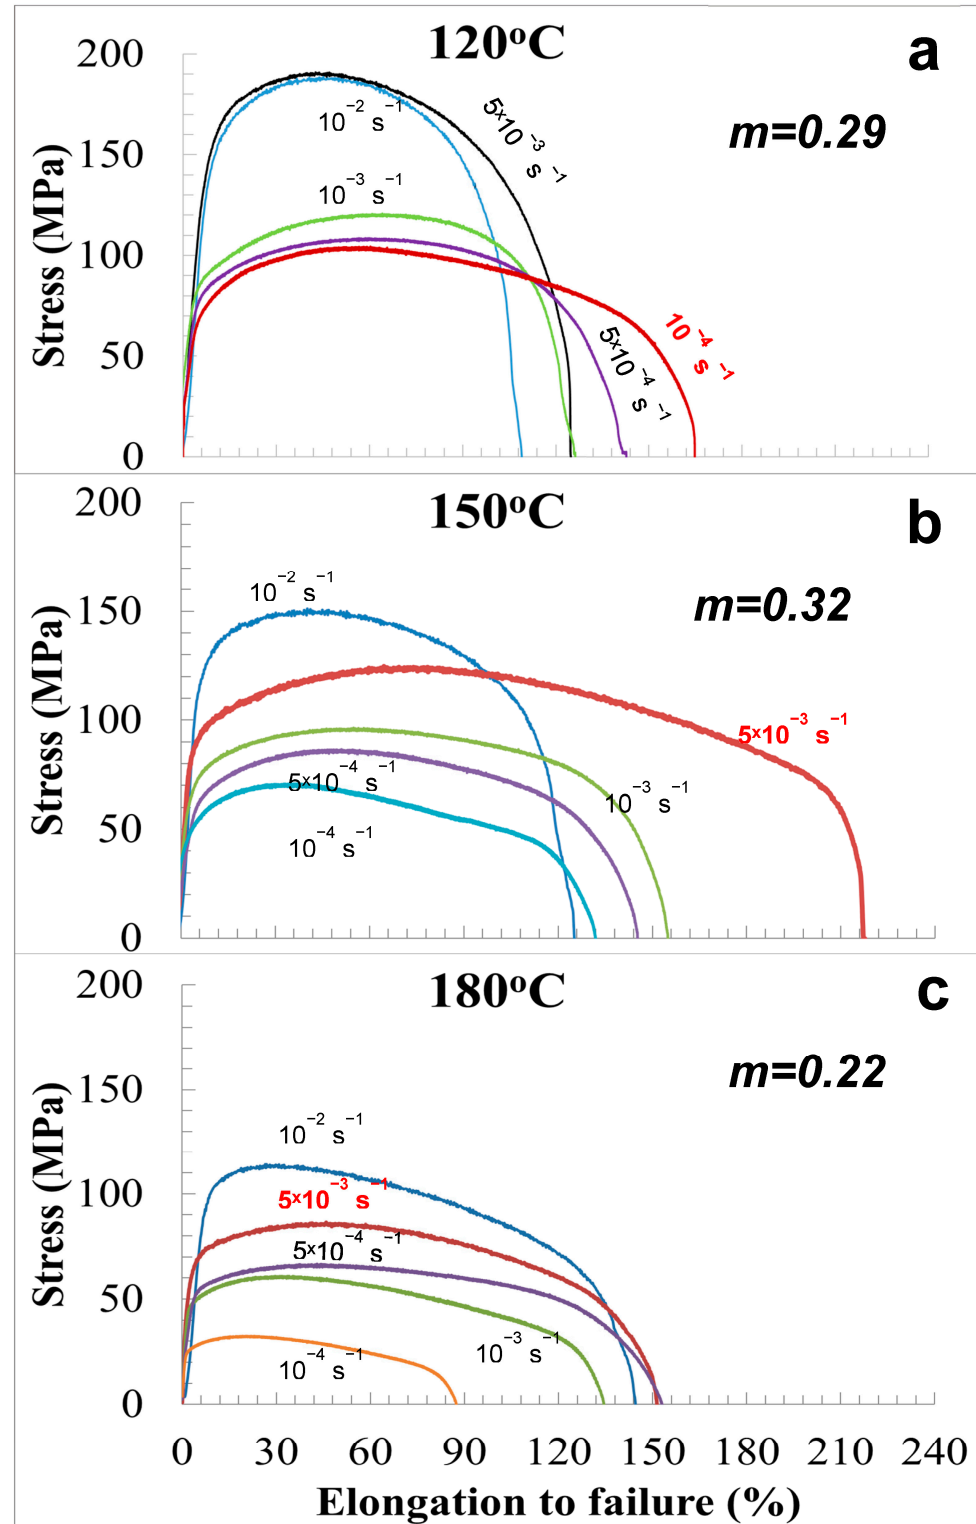 120ºC
a
m=0.29
200
150
100
50
0
Stress (MPa)
10⁻² s⁻¹
5×10⁻³ s⁻¹
10⁻³ s⁻¹
5×10⁻⁴ s⁻¹
10⁻⁴ s⁻¹
150ºC
b
m=0.32
200
150
100
50
0
Stress (MPa)
10⁻² s⁻¹
5×10⁻³ s⁻¹
5×10⁻⁴ s⁻¹
10⁻³ s⁻¹
10⁻⁴ s⁻¹
180ºC
c
m=0.22
200
150
100
50
0
Stress (MPa)
10⁻² s⁻¹
5×10⁻³ s⁻¹
5×10⁻⁴ s⁻¹
10⁻³ s⁻¹
10⁻⁴ s⁻¹
0 30 60 90 120 150 180 210 240
Elongation to failure (%)